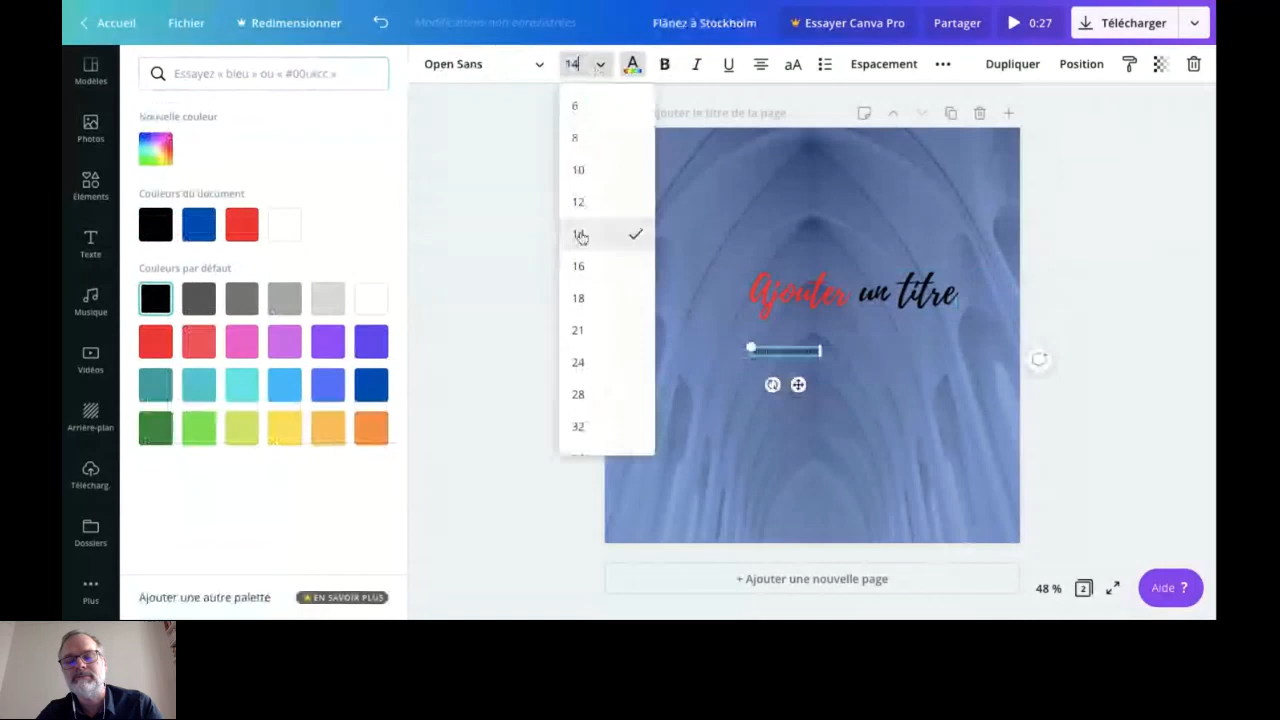 Accueil
Fichier
Redimensionner
Modifications non enregistrées
Flânez à Stockholm
Essayer Canva Pro
Partager
0:27
Télécharger
Modèles
Photos
Éléments
Texte
Musique
Vidéos
Arrière-plan
Télécharg.
Dossiers
Plus
Essayez « bleu » ou « #00c4cc »
Nouvelle couleur
Couleurs du document
Couleurs par défaut
Ajouter une autre palette
EN SAVOIR PLUS
Open Sans
14
A
B
I
U
aA
Espacement
Dupliquer
Position
6
8
10
12
14
16
18
21
24
28
32
jouter le titre de la page...
Ajouter un titre
+ Ajouter une nouvelle page
48 %
2
Aide ?